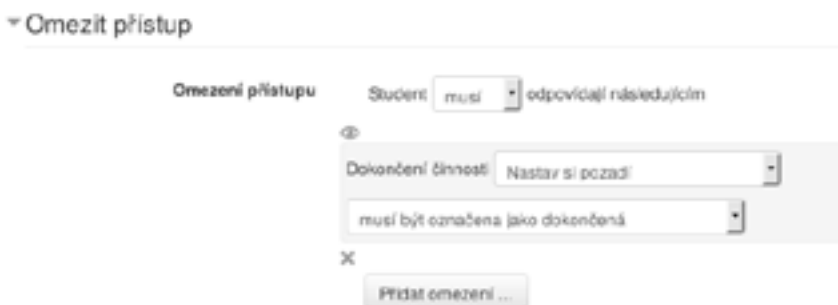 Omezit přístup
Omezení přístupu Student musí odpovídají následujícím
Dokončení činnosti Nastav si pozadí
musí být označena jako dokončená
Přidat omezení ...